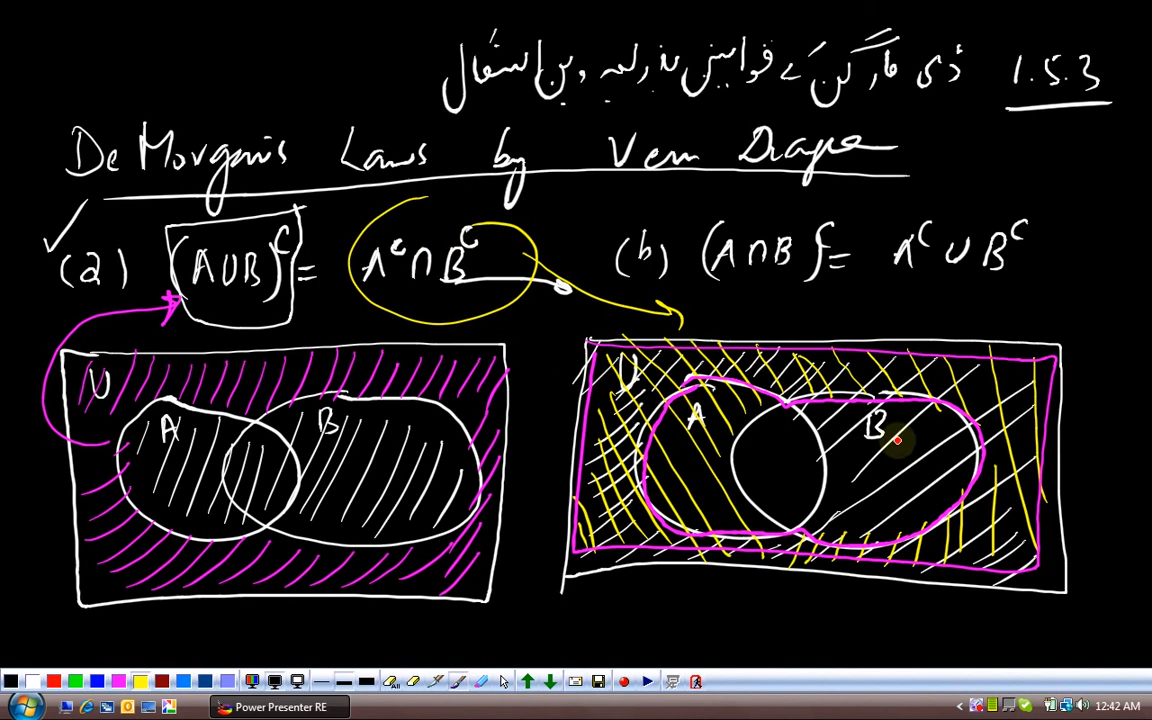 ڈی مارگن کے قوانین بذریعہ وین اشکال 1.5.3
De Morgan's Laws by Venn Diagra
(a) (A∪B)ᶜ = Aᶜ∩Bᶜ (b) (A∩B)ᶜ = Aᶜ∪Bᶜ
U A B
U A B
Power Presenter RE
12:42 AM